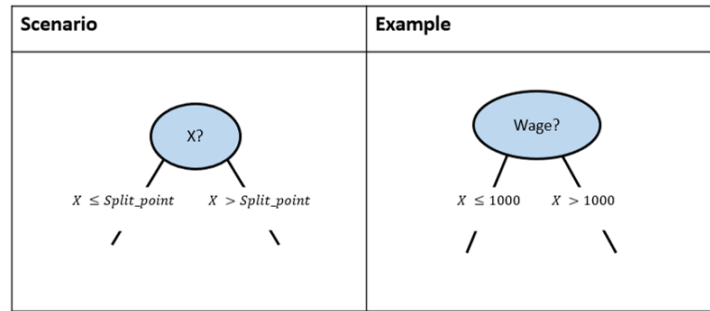 Scenario
Example
X?
Wage?
X ≤ Split_point
X > Split_point
X ≤ 1000
X > 1000